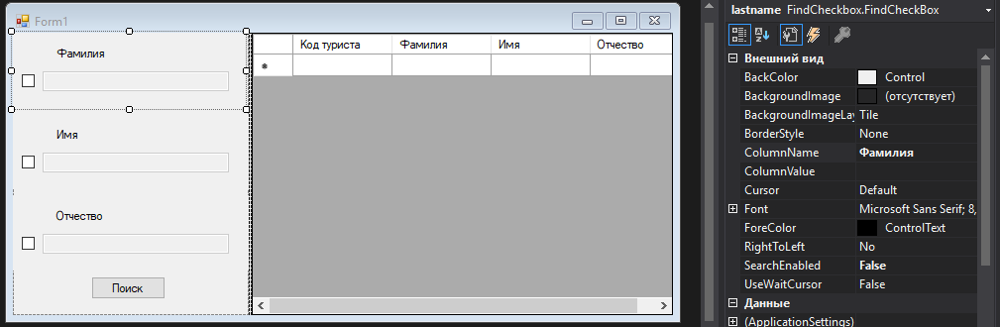 Form1
Фамилия
Имя
Отчество
Поиск
Код туриста Фамилия Имя Отчество
lastname FindCheckbox.FindCheckBox
Внешний вид
BackColor Control
BackgroundImage (отсутствует)
BackgroundImageLay Tile
BorderStyle None
ColumnName Фамилия
ColumnValue
Cursor Default
Font Microsoft Sans Serif; 8,
ForeColor ControlText
RightToLeft No
SearchEnabled False
UseWaitCursor False
Данные
(ApplicationSettings)